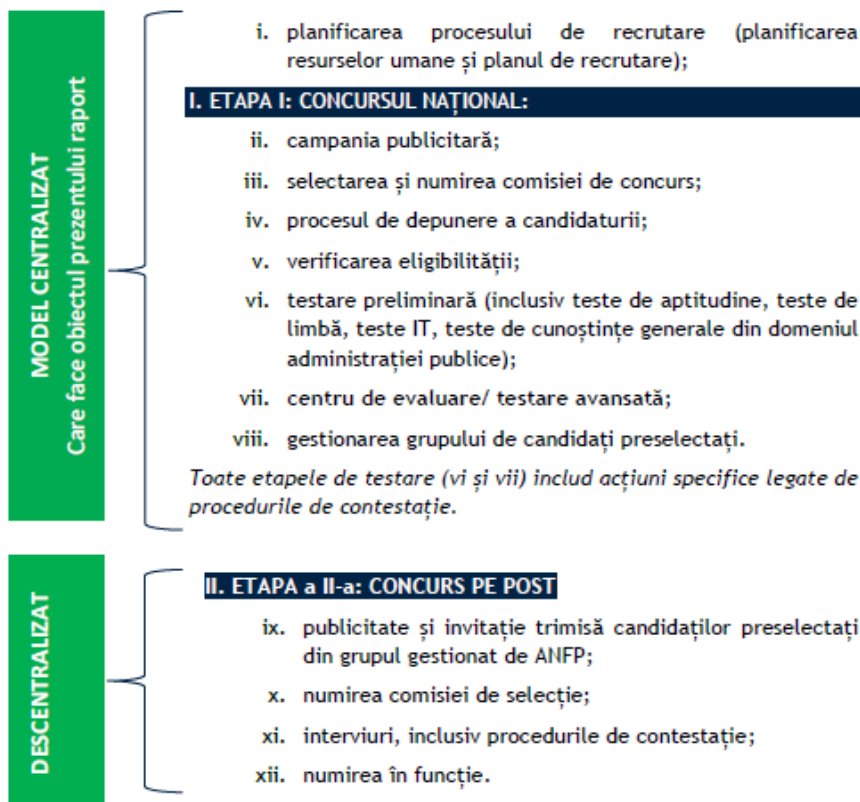 MODEL CENTRALIZAT
Care face obiectul prezentului raport
i. planificarea procesului de recrutare (planificarea
resurselor umane și planul de recrutare);
I. ETAPA I: CONCURSUL NAȚIONAL:
ii. campania publicitară;
iii. selectarea și numirea comisiei de concurs;
iv. procesul de depunere a candidaturii;
v. verificarea eligibilității;
vi. testare preliminară (inclusiv teste de aptitudine, teste de
limbă, teste IT, teste de cunoștințe generale din domeniul
administrației publice);
vii. centru de evaluare/ testare avansată;
viii. gestionarea grupului de candidați preselectați.
Toate etapele de testare (vi și vii) includ acțiuni specifice legate de
procedurile de contestație.
DESCENTRALIZAT
II. ETAPA a II-a: CONCURS PE POST
ix. publicitate și invitație trimisă candidaților preselectați
din grupul gestionat de ANFP;
x. numirea comisiei de selecție;
xi. interviuri, inclusiv procedurile de contestație;
xii. numirea în funcție.